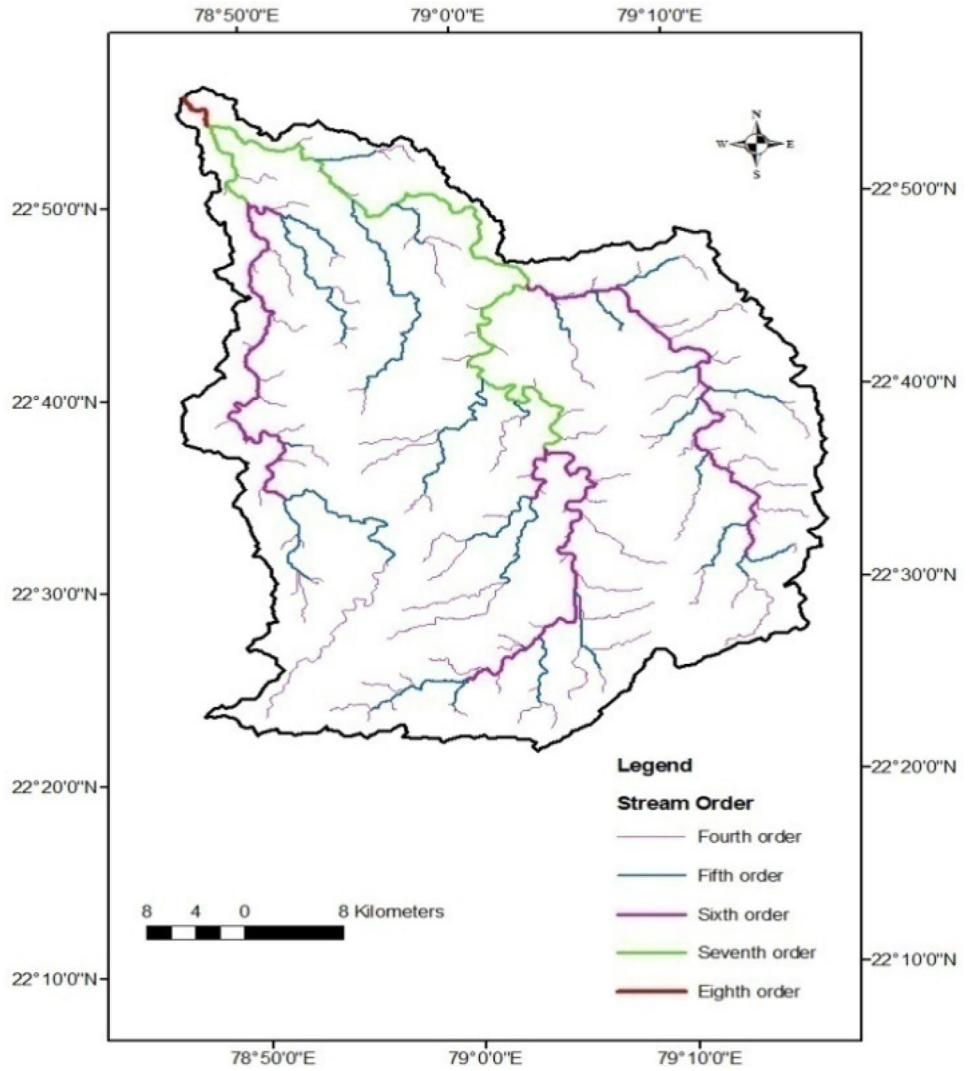 78°50'0"E 79°0'0"E 79°10'0"E
N
W E
S
22°50'0"N 22°50'0"N
22°40'0"N 22°40'0"N
22°30'0"N 22°30'0"N
22°20'0"N 22°20'0"N
22°10'0"N 22°10'0"N
Legend
Stream Order
Fourth order
Fifth order
Sixth order
Seventh order
Eighth order
8 4 0 8 Kilometers
78°50'0"E 79°0'0"E 79°10'0"E